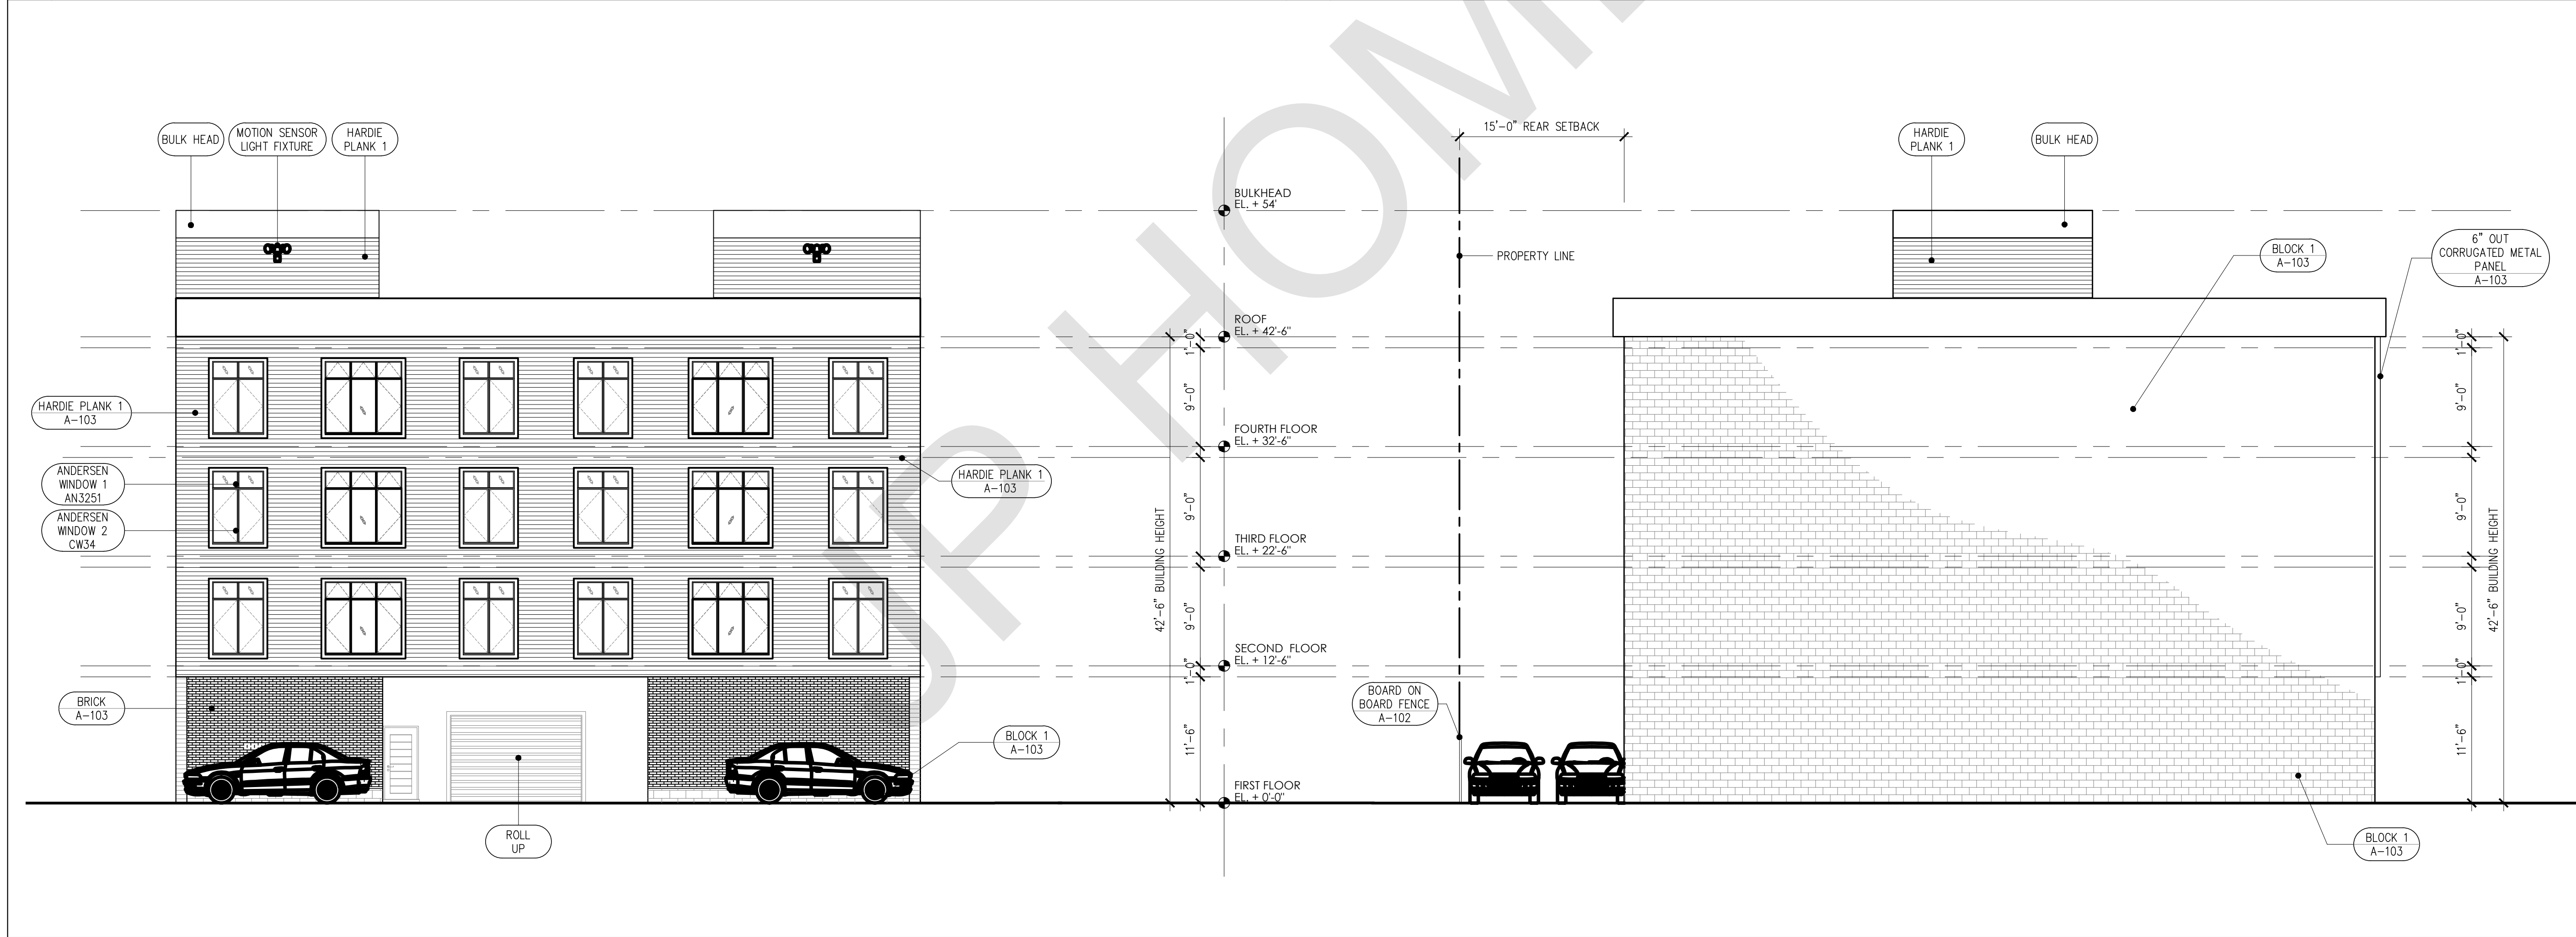 UP HOME
BULK HEAD
MOTION SENSOR
LIGHT FIXTURE
HARDIE
PLANK 1
HARDIE PLANK 1
A-103
ANDERSEN
WINDOW 1
AN3251
ANDERSEN
WINDOW 2
CW34
BRICK
A-103
ROLL
UP
BLOCK 1
A-103
HARDIE PLANK 1
A-103
42'-6" BUILDING HEIGHT
1'-0"
9'-0"
9'-0"
9'-0"
1'-0"
11'-6"
BULKHEAD
EL. + 54'
ROOF
EL. + 42'-6"
FOURTH FLOOR
EL. + 32'-6"
THIRD FLOOR
EL. + 22'-6"
SECOND FLOOR
EL. + 12'-6"
FIRST FLOOR
EL. + 0'-0"
15'-0" REAR SETBACK
PROPERTY LINE
BOARD ON
BOARD FENCE
A-102
HARDIE
PLANK 1
BULK HEAD
BLOCK 1
A-103
6" OUT
CORRUGATED METAL
PANEL
A-103
1'-0"
9'-0"
9'-0"
9'-0"
1'-0"
11'-6"
42'-6" BUILDING HEIGHT
BLOCK 1
A-103